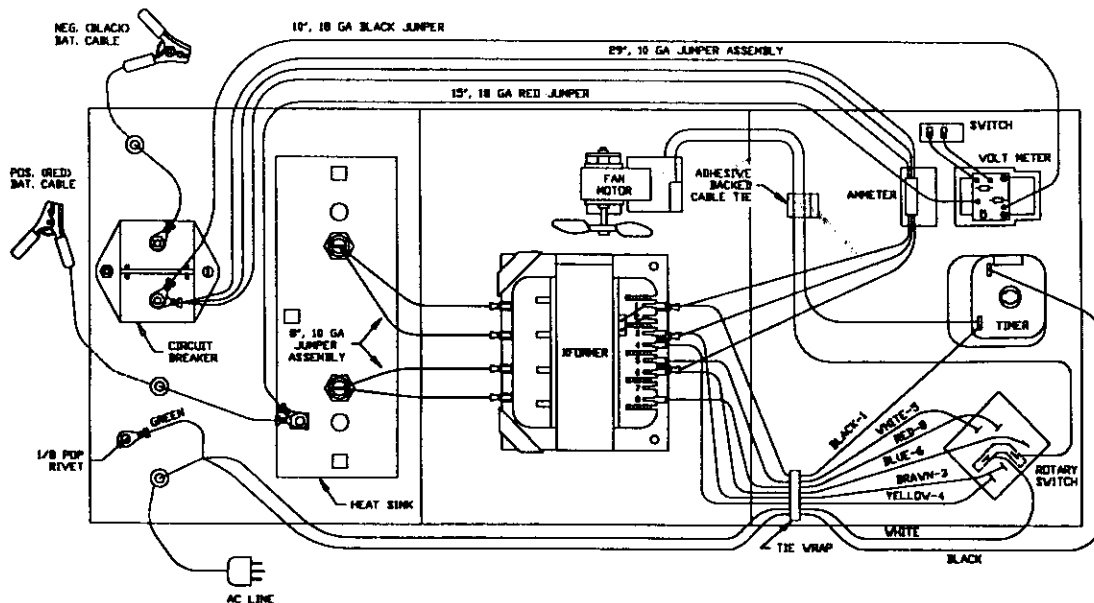 NEG. (BLACK)
BAT. CABLE
10", 18 GA BLACK JUMPER
29", 10 GA JUMPER ASSEMBLY
15", 18 GA RED JUMPER
SWITCH
VOLT METER
POS. (RED)
BAT. CABLE
FAN
MOTOR
ADHESIVE
BACKED
CABLE TIE
AMMETER
CIRCUIT
BREAKER
8", 10 GA
JUMPER
ASSEMBLY
XFORMER
3
4
5
6
7
8
TIMER
GREEN
1/8 POP
RIVET
HEAT SINK
BLACK-1
WHITE-5
RED-8
BLUE-6
BRAWN-3
YELLOW-4
ROTARY
SWITCH
WHITE
TIE WRAP
BLACK
AC LINE